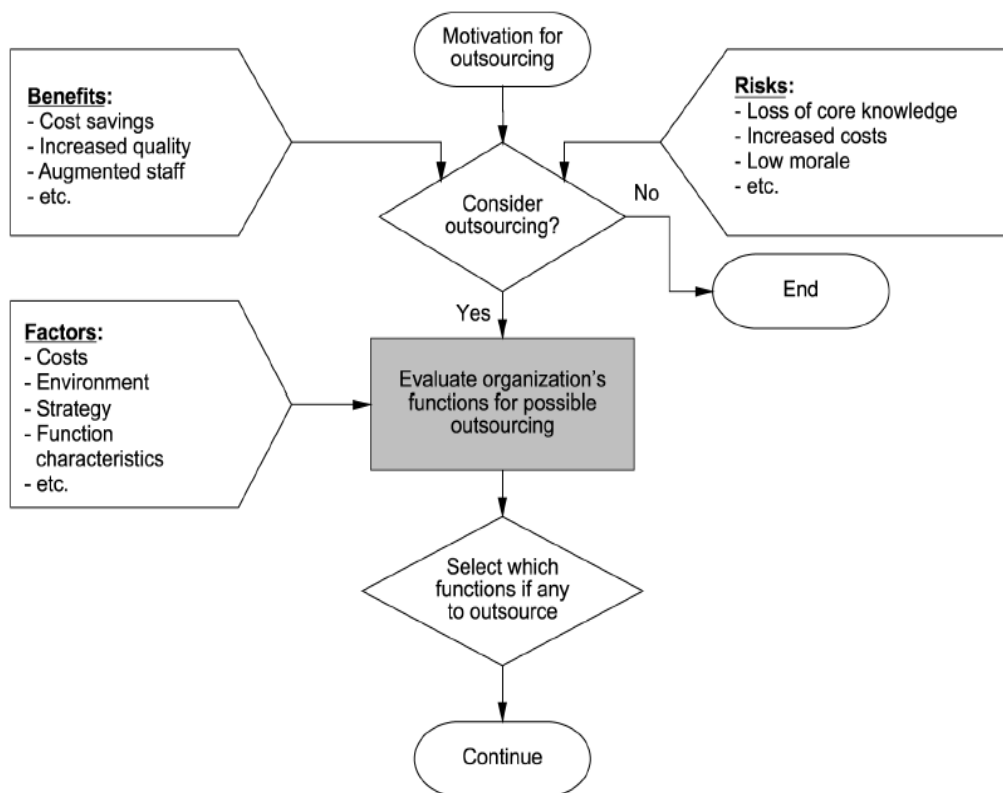 Motivation for
outsourcing
Benefits:
- Cost savings
- Increased quality
- Augmented staff
- etc.
Risks:
- Loss of core knowledge
- Increased costs
- Low morale
- etc.
Consider
outsourcing?
No
End
Yes
Factors:
- Costs
- Environment
- Strategy
- Function
characteristics
- etc.
Evaluate organization's
functions for possible
outsourcing
Select which
functions if any
to outsource
Continue